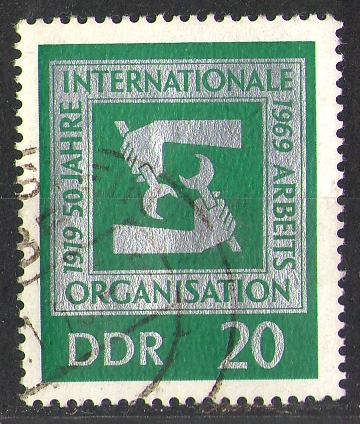 INTERNATIONALE
1919 50 JAHRE
1969 ARBEITS
ORGANISATION
DDR 20